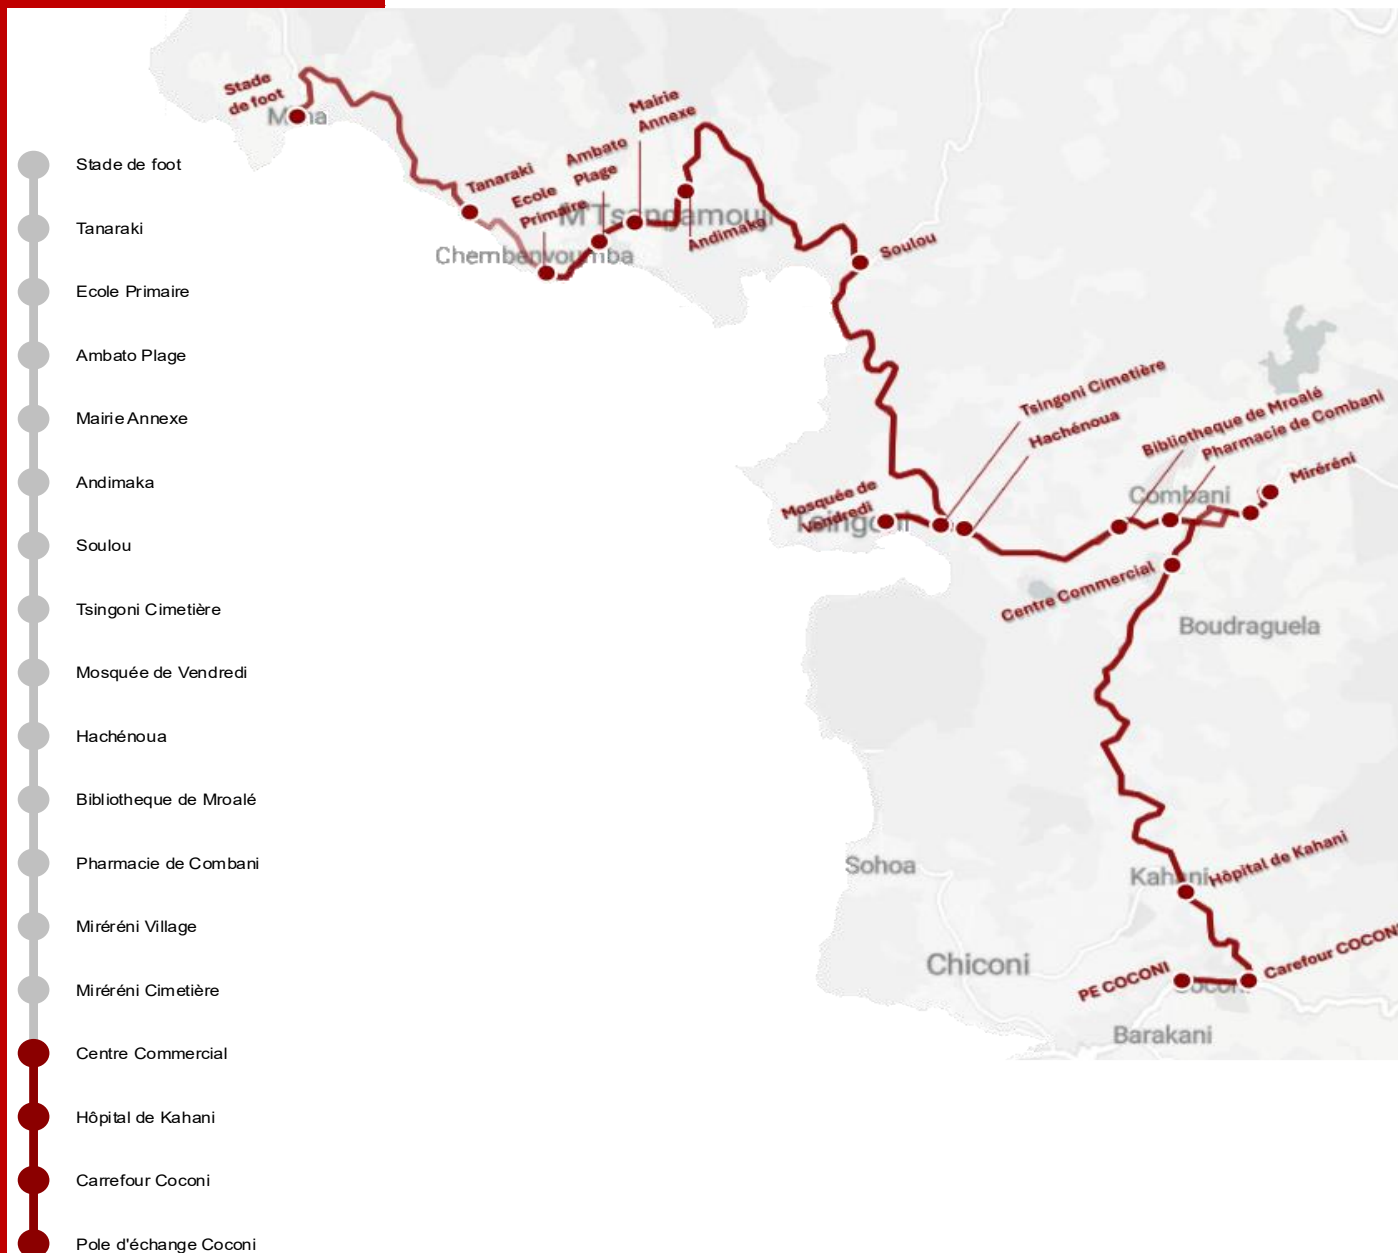 Stade de foot
Tanaraki
Ecole Primaire
Ambato Plage
Mairie Annexe
Andimaka
Soulou
Tsingoni Cimetière
Mosquée de Vendredi
Hachénoua
Bibliotheque de Mroalé
Pharmacie de Combani
Miréréni Village
Miréréni Cimetière
Centre Commercial
Hôpital de Kahani
Carrefour Coconi
Pole d'échange Coconi
Stade
de foot
Tanaraki
Ecole
Primaire
Ambato
Plage
Mairie
Annexe
M'Tsangamouji
Andimaka
Chembenyoumba
Soulou
Tsingoni Cimetière
Hachénoua
Bibliotheque de Mroalé
Pharmacie de Combani
Miréréni
Combani
Mosquée de
Vendredi
Tsingoni
Centre Commercial
Boudraguela
Hôpital de Kahani
Kahani
Sohoa
Chiconi
Carefour COCONI
PE COCONI
Coconi
Barakani